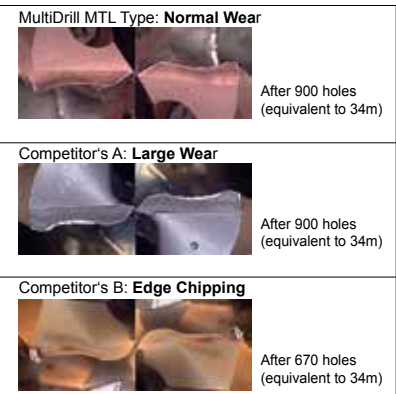 MultiDrill MTL Type: Normal Wear
After 900 holes
(equivalent to 34m)
Competitor‘s A: Large Wear
After 900 holes
(equivalent to 34m)
Competitor‘s B: Edge Chipping
After 670 holes
(equivalent to 34m)